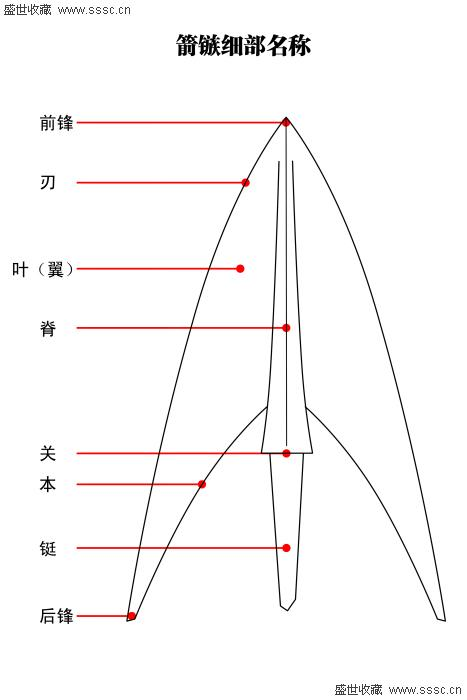 盛世收藏 www.sssc.cn
箭镞细部名称
前锋
刃
叶（翼）
脊
关
本
铤
后锋
盛世收藏 www.sssc.cn